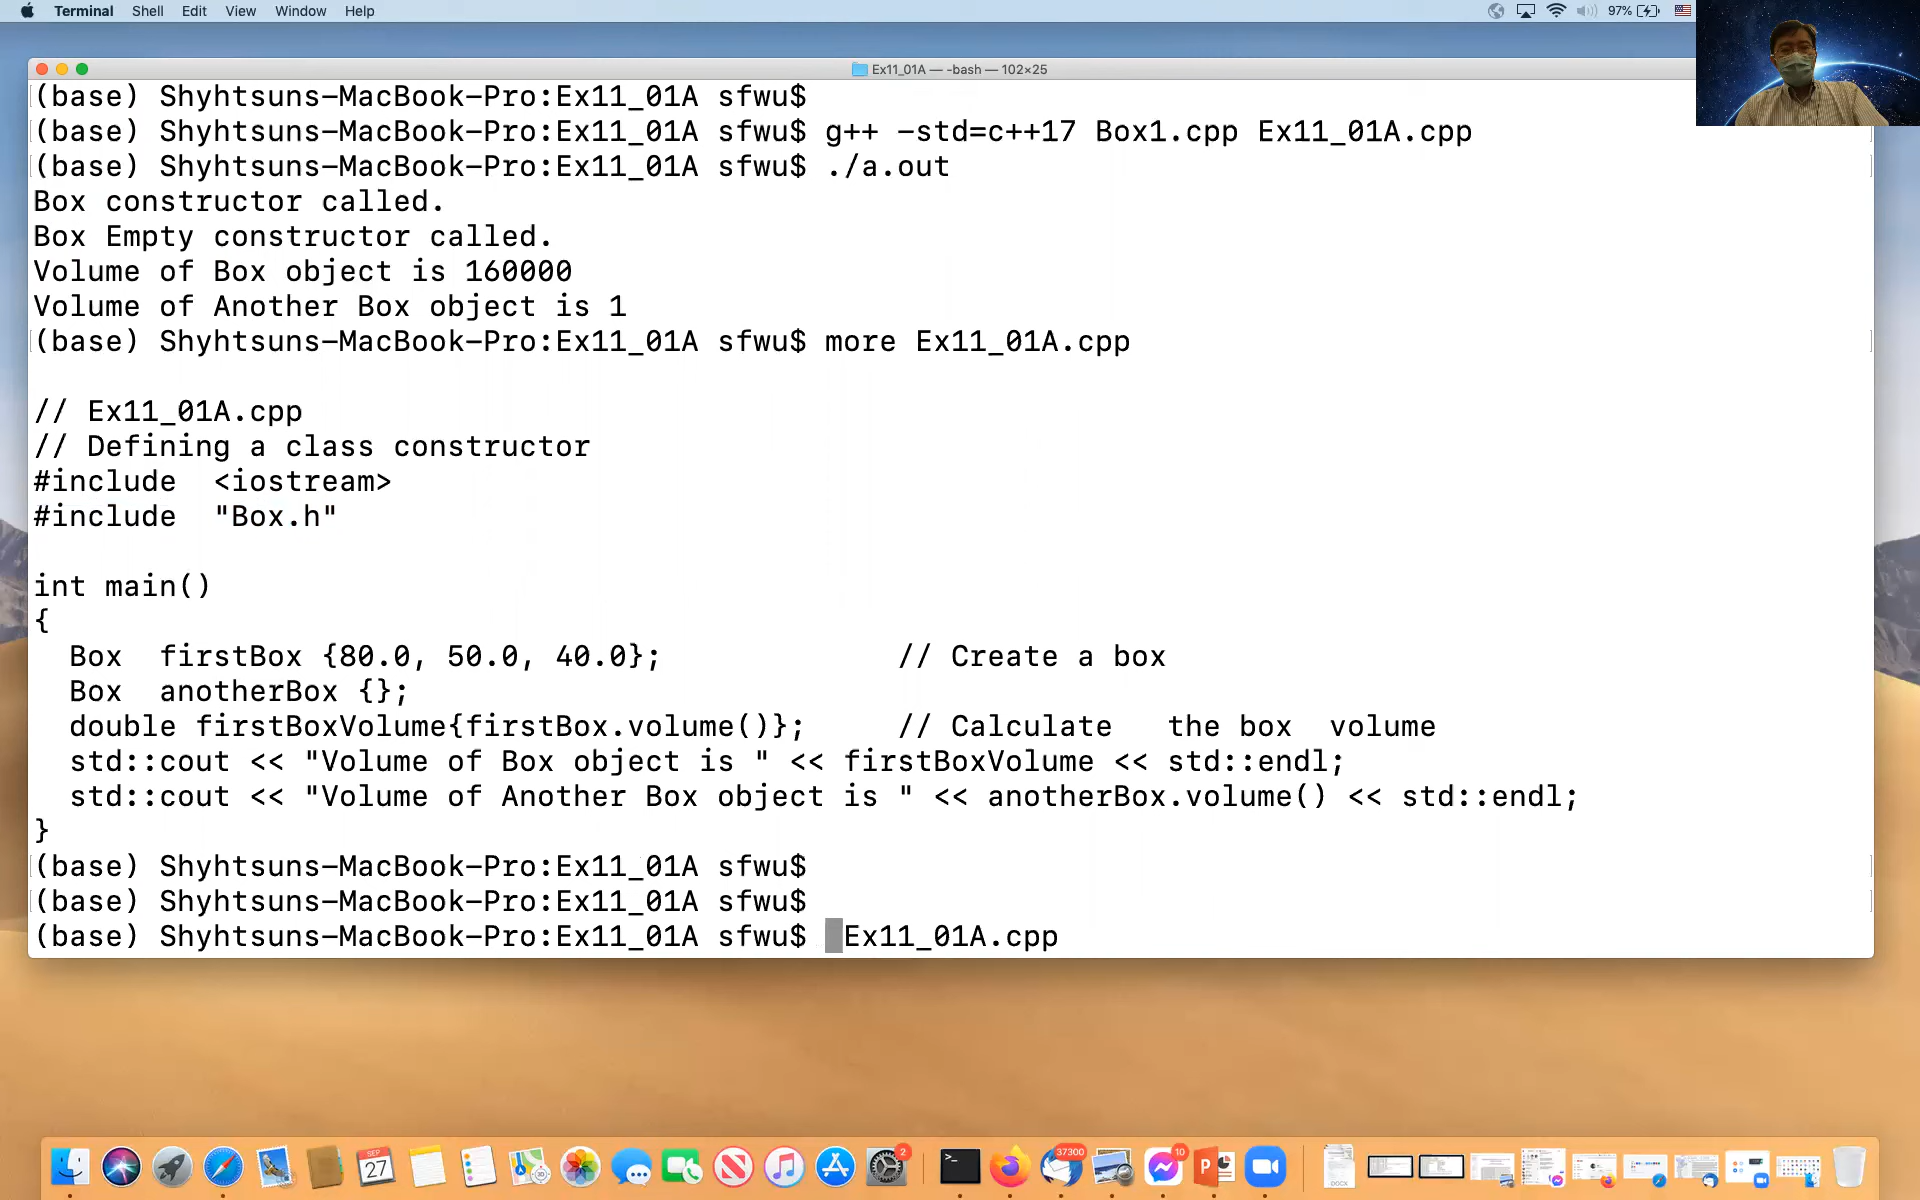 Terminal Shell Edit View Window Help 97%
Ex11_01A — -bash — 102×25
(base) Shyhtsuns-MacBook-Pro:Ex11_01A sfwu$
(base) Shyhtsuns-MacBook-Pro:Ex11_01A sfwu$ g++ -std=c++17 Box1.cpp Ex11_01A.cpp
(base) Shyhtsuns-MacBook-Pro:Ex11_01A sfwu$ ./a.out
Box constructor called.
Box Empty constructor called.
Volume of Box object is 160000
Volume of Another Box object is 1
(base) Shyhtsuns-MacBook-Pro:Ex11_01A sfwu$ more Ex11_01A.cpp
// Ex11_01A.cpp
// Defining a class constructor
#include  <iostream>
#include  "Box.h"
int main()
{
  Box  firstBox {80.0, 50.0, 40.0};             // Create a box
  Box  anotherBox {};
  double firstBoxVolume{firstBox.volume()};     // Calculate   the box  volume
  std::cout << "Volume of Box object is " << firstBoxVolume << std::endl;
  std::cout << "Volume of Another Box object is " << anotherBox.volume() << std::endl;
}
(base) Shyhtsuns-MacBook-Pro:Ex11_01A sfwu$
(base) Shyhtsuns-MacBook-Pro:Ex11_01A sfwu$
(base) Shyhtsuns-MacBook-Pro:Ex11_01A sfwu$  Ex11_01A.cpp
SEP
27
2
37300
10
DOCX